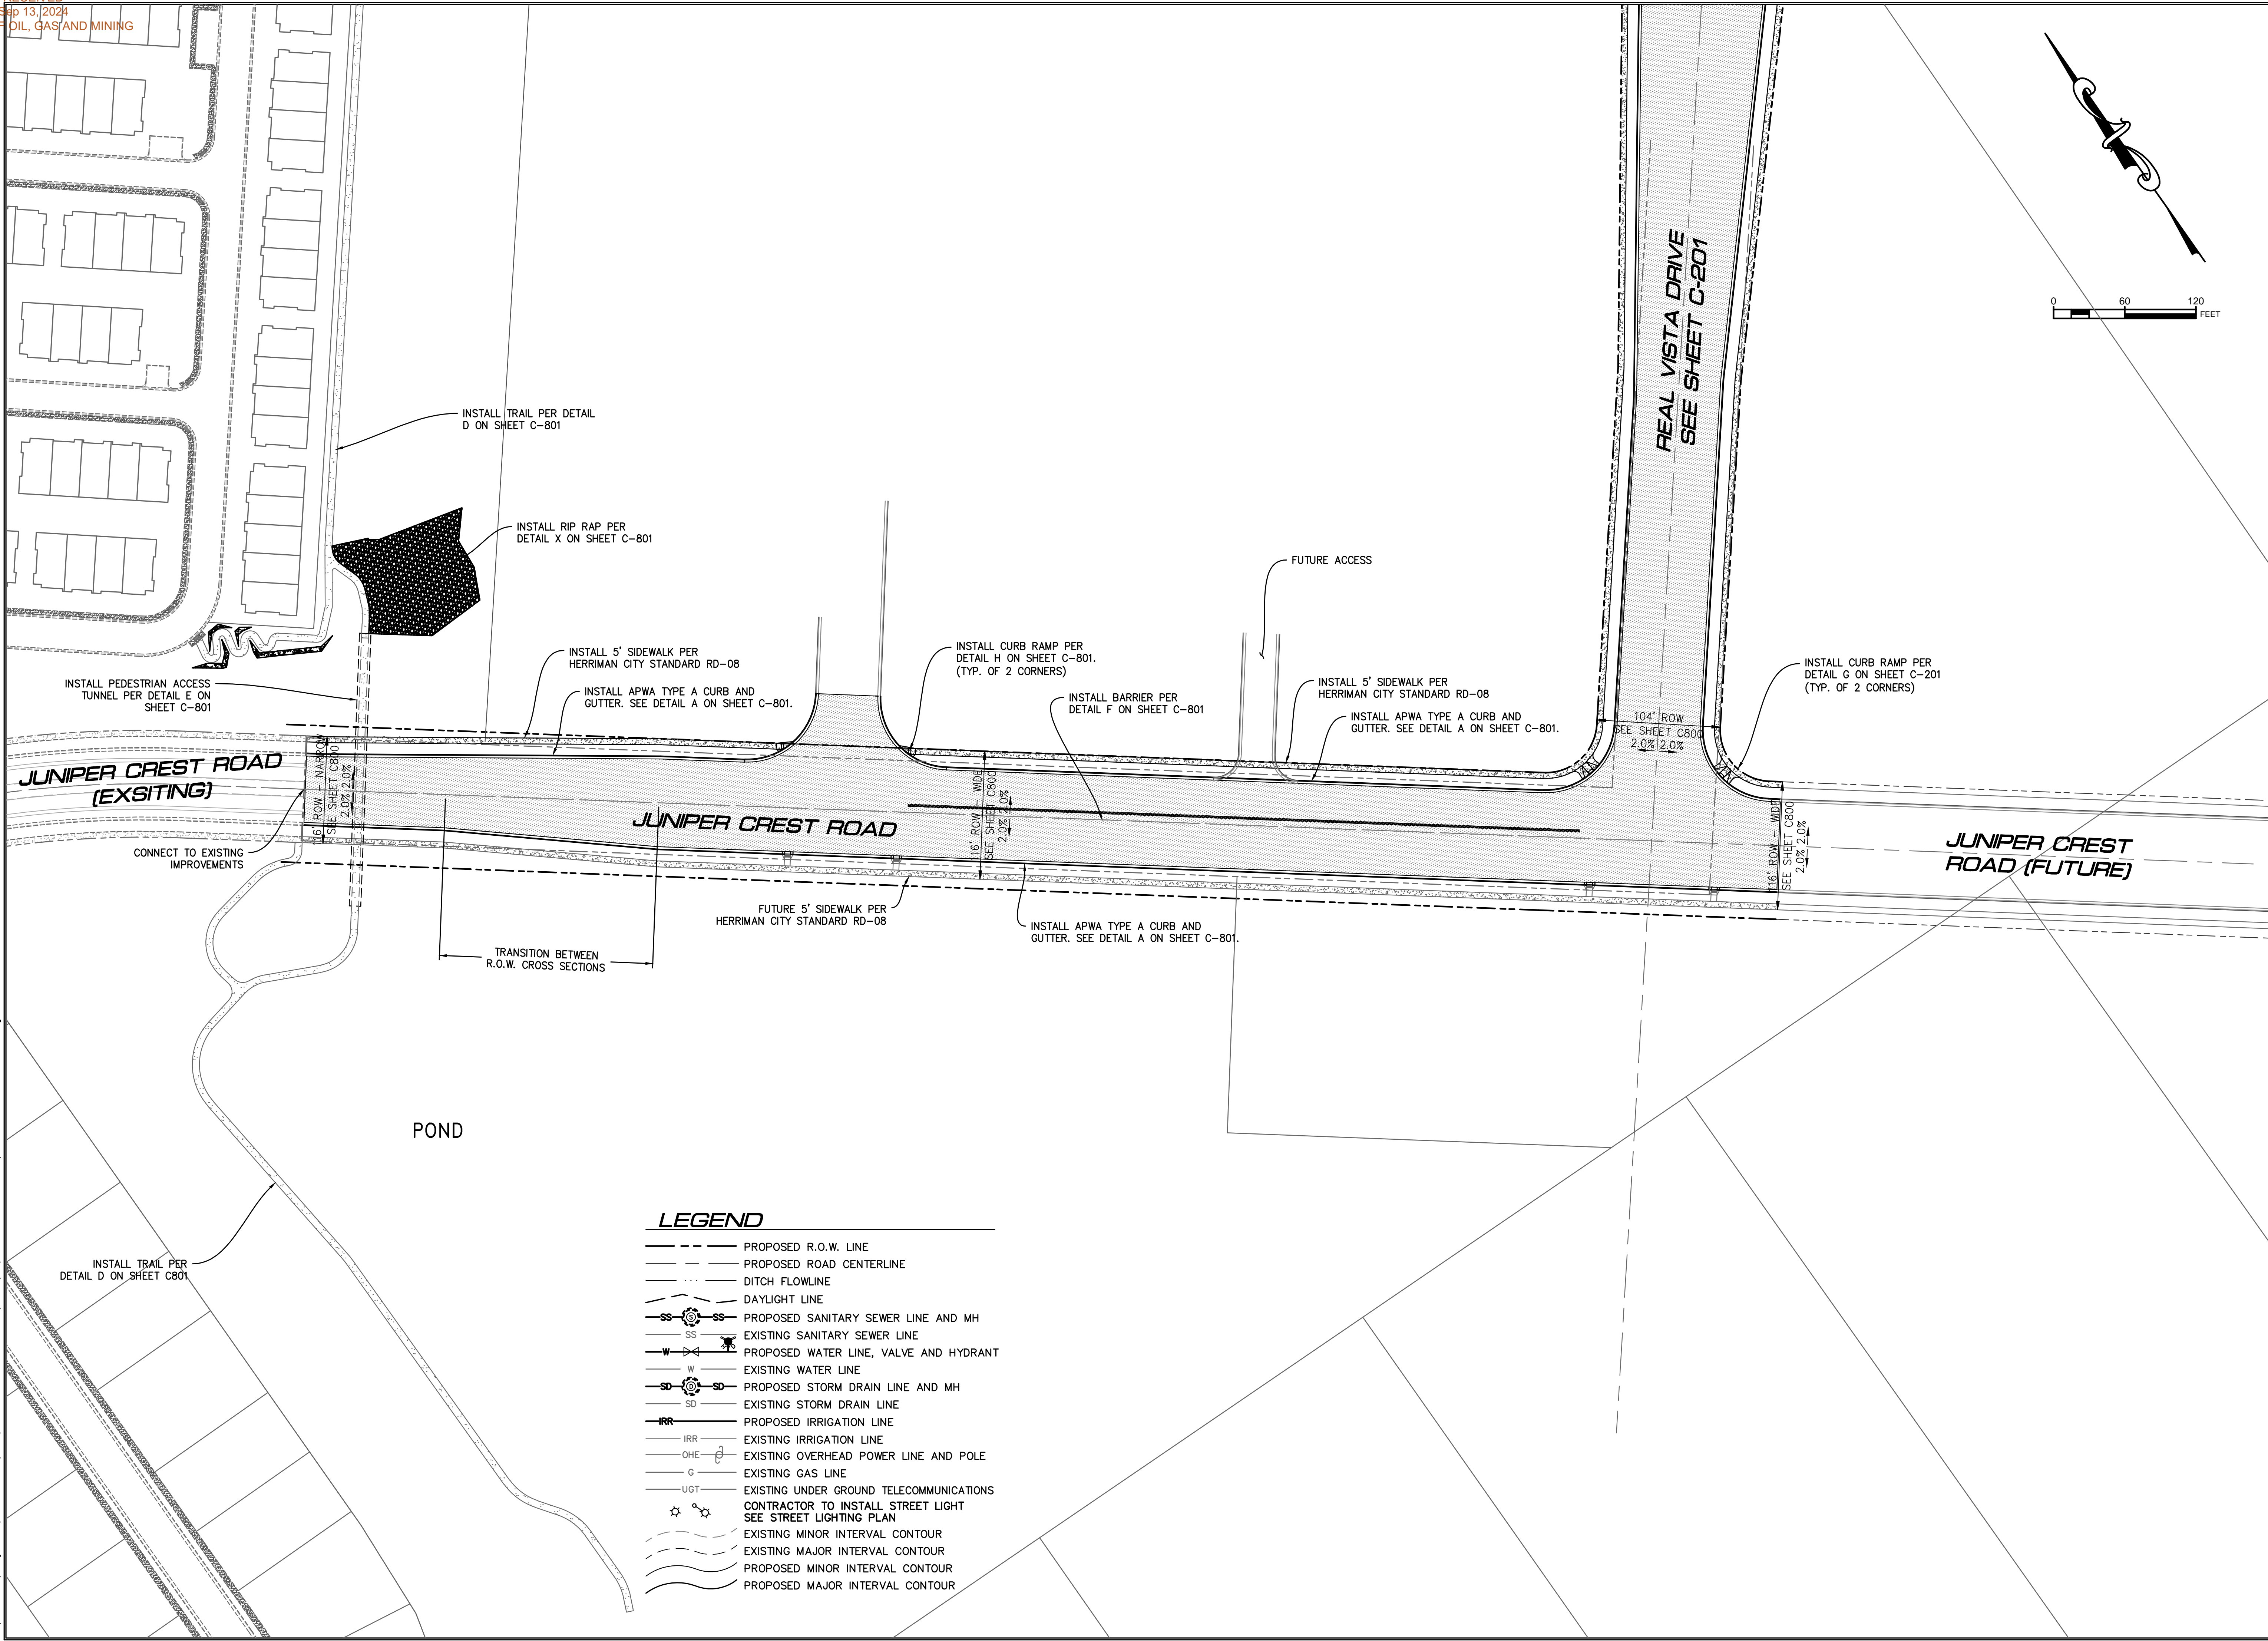 Sep 13, 2024
OIL, GAS AND MINING
0 60 120
FEET
REAL VISTA DRIVE
SEE SHEET C-201
INSTALL TRAIL PER DETAIL
D ON SHEET C-801
INSTALL RIP RAP PER
DETAIL X ON SHEET C-801
FUTURE ACCESS
INSTALL PEDESTRIAN ACCESS
TUNNEL PER DETAIL E ON
SHEET C-801
INSTALL 5' SIDEWALK PER
HERRIMAN CITY STANDARD RD-08
INSTALL APWA TYPE A CURB AND
GUTTER. SEE DETAIL A ON SHEET C-801.
INSTALL CURB RAMP PER
DETAIL H ON SHEET C-801.
(TYP. OF 2 CORNERS)
INSTALL BARRIER PER
DETAIL F ON SHEET C-801
INSTALL 5' SIDEWALK PER
HERRIMAN CITY STANDARD RD-08
INSTALL APWA TYPE A CURB AND
GUTTER. SEE DETAIL A ON SHEET C-801.
INSTALL CURB RAMP PER
DETAIL G ON SHEET C-201
(TYP. OF 2 CORNERS)
104' ROW
SEE SHEET C800
2.0% 2.0%
JUNIPER CREST ROAD
(EXSITING)
116' ROW - NARROW
SEE SHEET C800
2.0% 2.0%
JUNIPER CREST ROAD
116' ROW - WIDE
SEE SHEET C800
2.0% 2.0%
116' ROW - WIDE
SEE SHEET C800
2.0% 2.0%
JUNIPER CREST
ROAD (FUTURE)
CONNECT TO EXISTING
IMPROVEMENTS
FUTURE 5' SIDEWALK PER
HERRIMAN CITY STANDARD RD-08
INSTALL APWA TYPE A CURB AND
GUTTER. SEE DETAIL A ON SHEET C-801.
TRANSITION BETWEEN
R.O.W. CROSS SECTIONS
POND
INSTALL TRAIL PER
DETAIL D ON SHEET C801
LEGEND
PROPOSED R.O.W. LINE
PROPOSED ROAD CENTERLINE
DITCH FLOWLINE
DAYLIGHT LINE
SS S SS PROPOSED SANITARY SEWER LINE AND MH
SS EXISTING SANITARY SEWER LINE
W PROPOSED WATER LINE, VALVE AND HYDRANT
W EXISTING WATER LINE
SD D SD PROPOSED STORM DRAIN LINE AND MH
SD EXISTING STORM DRAIN LINE
IRR PROPOSED IRRIGATION LINE
IRR EXISTING IRRIGATION LINE
OHE EXISTING OVERHEAD POWER LINE AND POLE
G EXISTING GAS LINE
UGT EXISTING UNDER GROUND TELECOMMUNICATIONS
CONTRACTOR TO INSTALL STREET LIGHT
SEE STREET LIGHTING PLAN
EXISTING MINOR INTERVAL CONTOUR
EXISTING MAJOR INTERVAL CONTOUR
PROPOSED MINOR INTERVAL CONTOUR
PROPOSED MAJOR INTERVAL CONTOUR